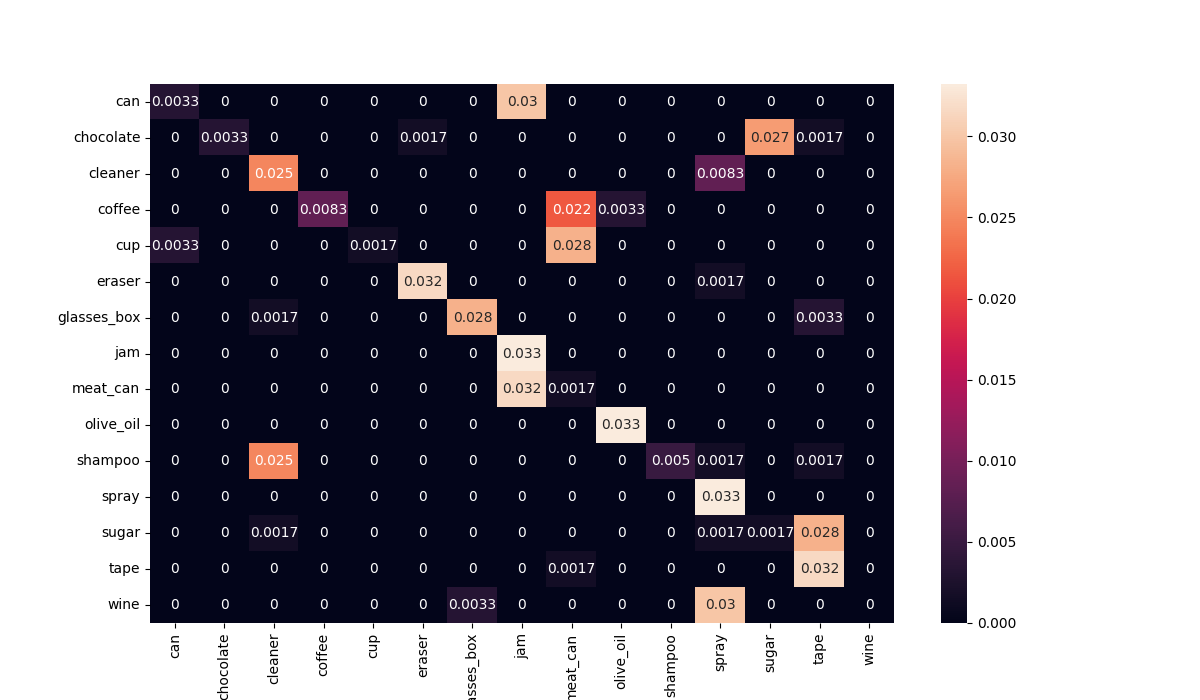 can 0.0033 0 0 0 0 0 0 0.03 0 0 0 0 0 0 0
chocolate 0 0.0033 0 0 0 0.0017 0 0 0 0 0 0 0.027 0.0017 0
cleaner 0 0 0.025 0 0 0 0 0 0 0 0 0.0083 0 0 0
coffee 0 0 0 0.0083 0 0 0 0 0.022 0.0033 0 0 0 0 0
cup 0.0033 0 0 0 0.0017 0 0 0 0.028 0 0 0 0 0 0
eraser 0 0 0 0 0 0.032 0 0 0 0 0 0.0017 0 0 0
glasses_box 0 0 0.0017 0 0 0 0.028 0 0 0 0 0 0 0.0033 0
jam 0 0 0 0 0 0 0 0.033 0 0 0 0 0 0 0
meat_can 0 0 0 0 0 0 0 0.032 0.0017 0 0 0 0 0 0
olive_oil 0 0 0 0 0 0 0 0 0 0.033 0 0 0 0 0
shampoo 0 0 0.025 0 0 0 0 0 0 0 0.005 0.0017 0 0.0017 0
spray 0 0 0 0 0 0 0 0 0 0 0 0.033 0 0 0
sugar 0 0 0.0017 0 0 0 0 0 0 0 0 0.0017 0.0017 0.028 0
tape 0 0 0 0 0 0 0 0 0.0017 0 0 0 0 0.032 0
wine 0 0 0 0 0 0 0.0033 0 0 0 0 0.03 0 0 0
can
chocolate
cleaner
coffee
cup
eraser
asses_box
jam
meat_can
olive_oil
shampoo
spray
sugar
tape
wine
0.030
0.025
0.020
0.015
0.010
0.005
0.000